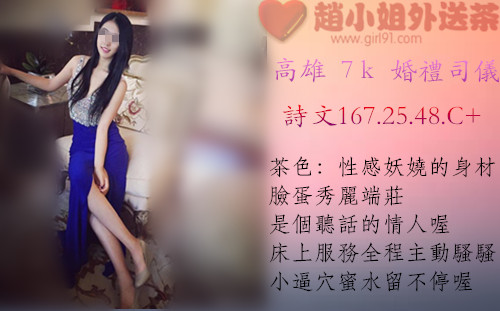 趙小姐外送茶
www.girl91.com
高雄 7k 婚禮司儀
詩文167.25.48.C+
茶色: 性感妖嬈的身材
臉蛋秀麗端莊
是個聽話的情人喔
床上服務全程主動騷騷
小逼穴蜜水留不停喔